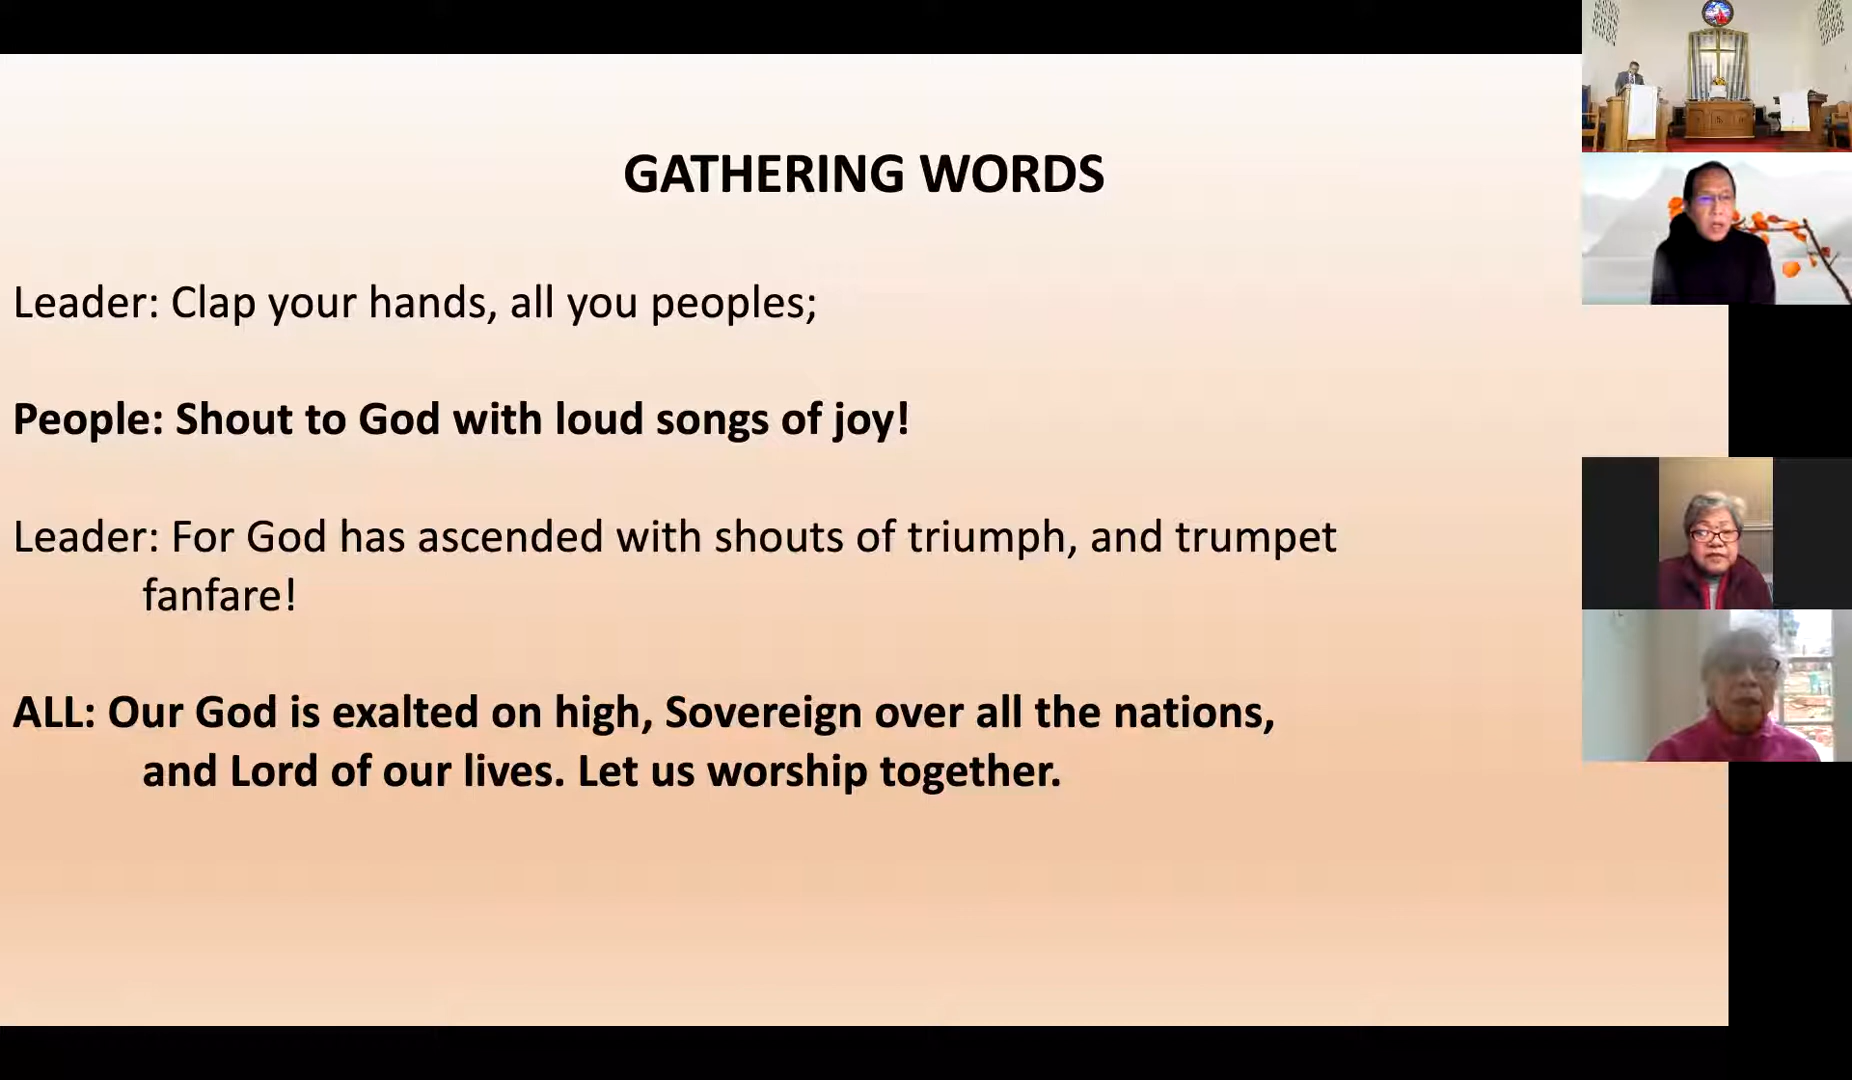 GATHERING WORDS
Leader: Clap your hands, all you peoples;
People: Shout to God with loud songs of joy!
Leader: For God has ascended with shouts of triumph, and trumpet
fanfare!
ALL: Our God is exalted on high, Sovereign over all the nations,
and Lord of our lives. Let us worship together.